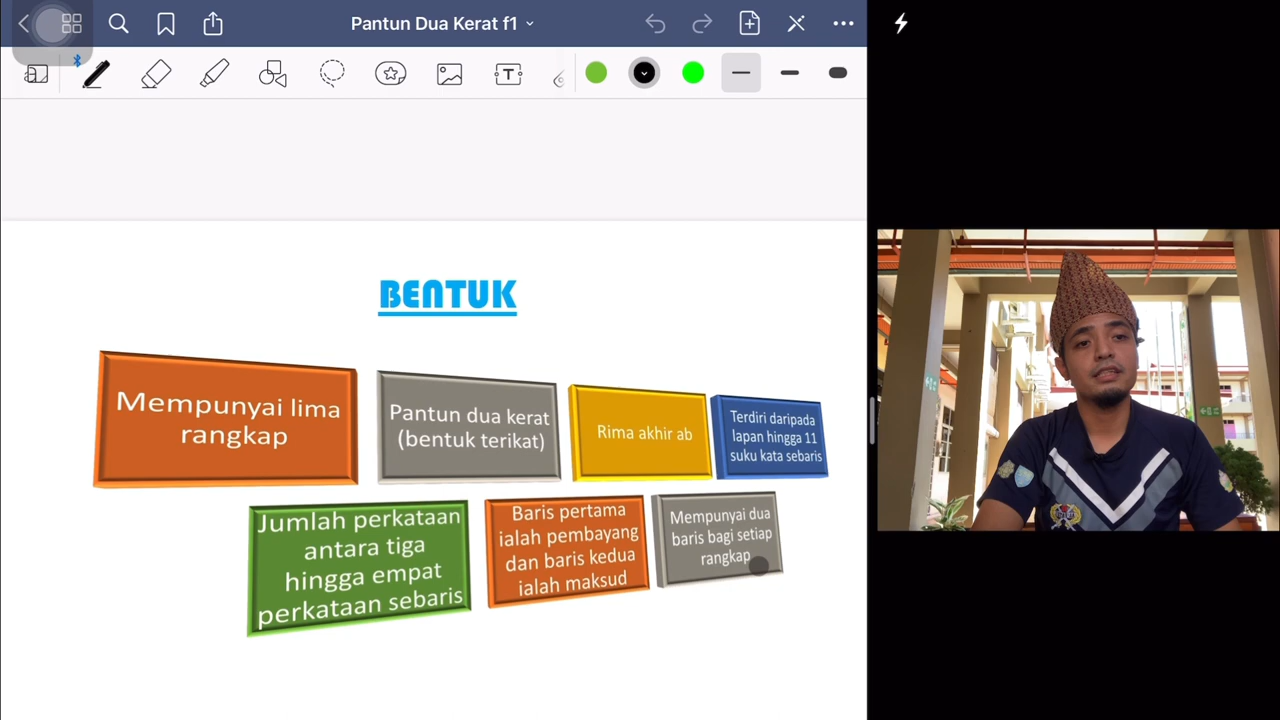 Pantun Dua Kerat f1
T
BENTUK
Mempunyai lima
rangkap
Pantun dua kerat
(bentuk terikat)
Rima akhir ab
Terdiri daripada
lapan hingga 11
suku kata sebaris
Jumlah perkataan
antara tiga
hingga empat
perkataan sebaris
Baris pertama
ialah pembayang
dan baris kedua
ialah maksud
Mempunyai dua
baris bagi setiap
rangkap